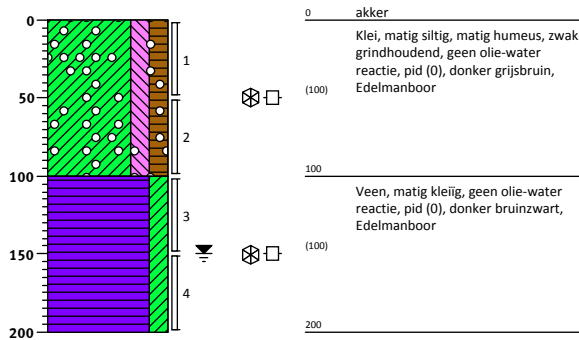 0
50
100
150
200
1
2
3
4
0 akker
Klei, matig siltig, matig humeus, zwak
grindhoudend, geen olie-water
reactie, pid (0), donker grijsbruin,
Edelmanboor
(100)
100
Veen, matig kleiïg, geen olie-water
reactie, pid (0), donker bruinzwart,
Edelmanboor
(100)
200